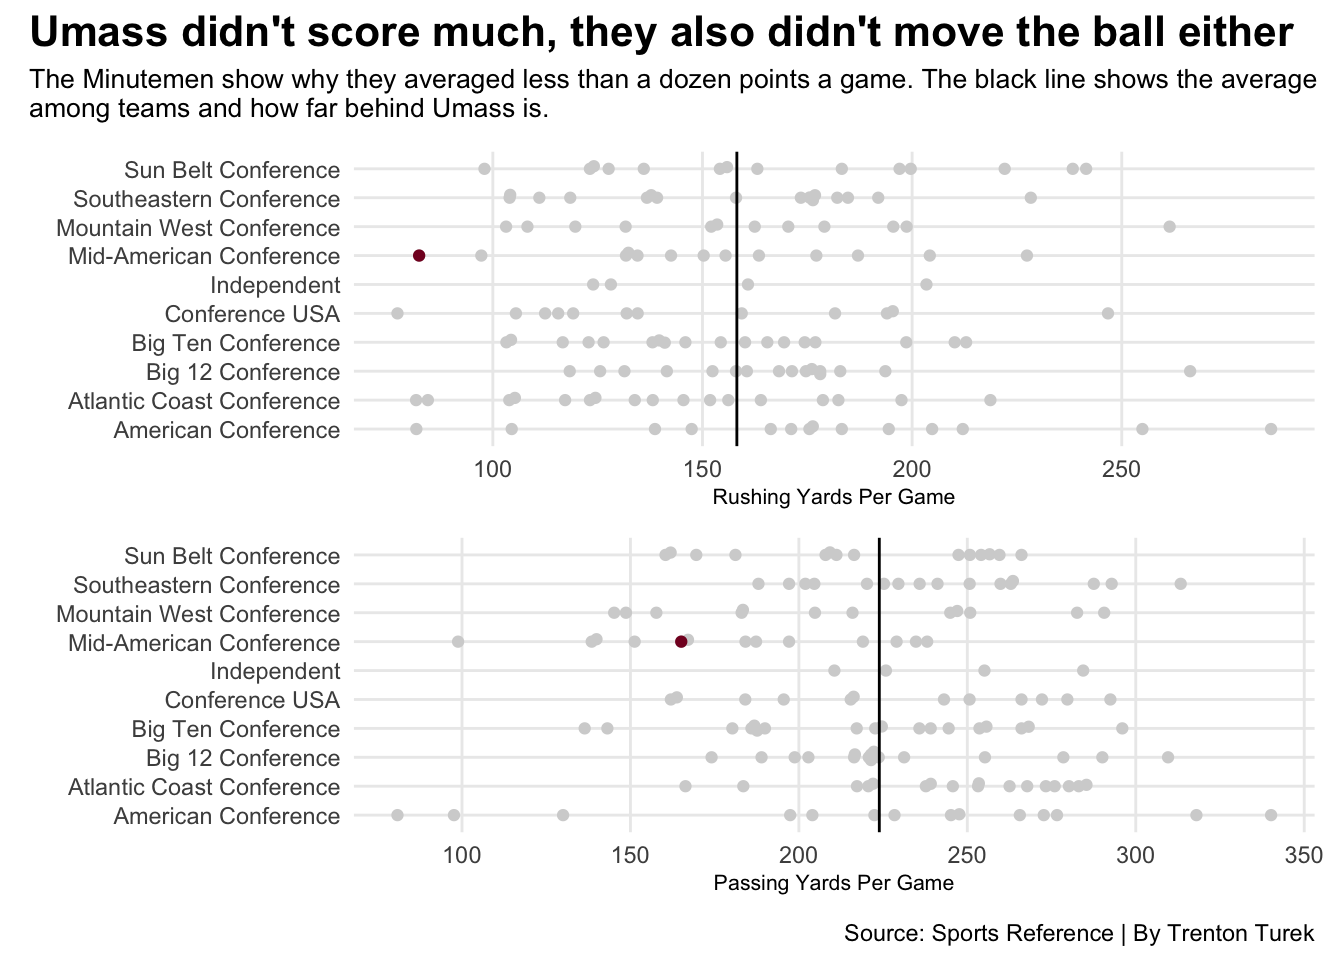 Umass didn't score much, they also didn't move the ball either
The Minutemen show why they averaged less than a dozen points a game. The black line shows the average
among teams and how far behind Umass is.
Sun Belt Conference
Southeastern Conference
Mountain West Conference
Mid-American Conference
Independent
Conference USA
Big Ten Conference
Big 12 Conference
Atlantic Coast Conference
American Conference
100 150 200 250
Rushing Yards Per Game
Sun Belt Conference
Southeastern Conference
Mountain West Conference
Mid-American Conference
Independent
Conference USA
Big Ten Conference
Big 12 Conference
Atlantic Coast Conference
American Conference
100 150 200 250 300 350
Passing Yards Per Game
Source: Sports Reference | By Trenton Turek